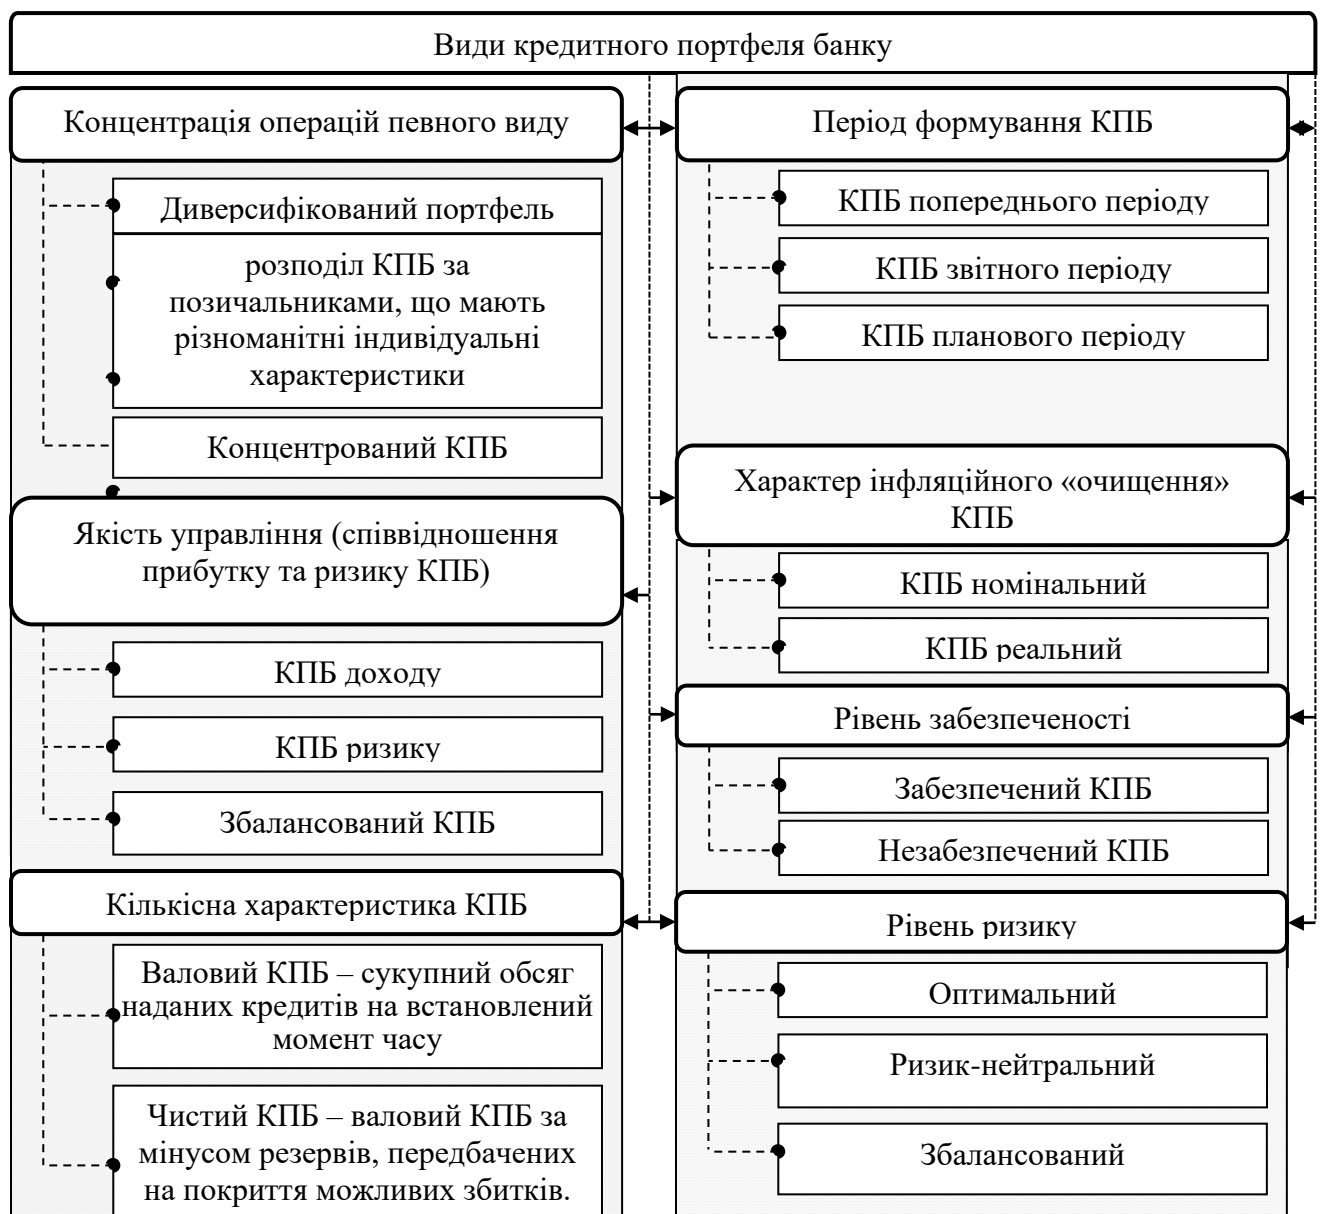 Види кредитного портфеля банку
Концентрація операцій певного виду
Диверсифікований портфель
розподіл КПБ за
позичальниками, що мають
різноманітні індивідуальні
характеристики
Концентрований КПБ
Якість управління (співвідношення
прибутку та ризику КПБ)
КПБ доходу
КПБ ризику
Збалансований КПБ
Кількісна характеристика КПБ
Валовий КПБ – сукупний обсяг
наданих кредитів на встановлений
момент часу
Чистий КПБ – валовий КПБ за
мінусом резервів, передбачених
на покриття можливих збитків.
Період формування КПБ
КПБ попереднього періоду
КПБ звітного періоду
КПБ планового періоду
Характер інфляційного «очищення»
КПБ
КПБ номінальний
КПБ реальний
Рівень забезпеченості
Забезпечений КПБ
Незабезпечений КПБ
Рівень ризику
Оптимальний
Ризик-нейтральний
Збалансований